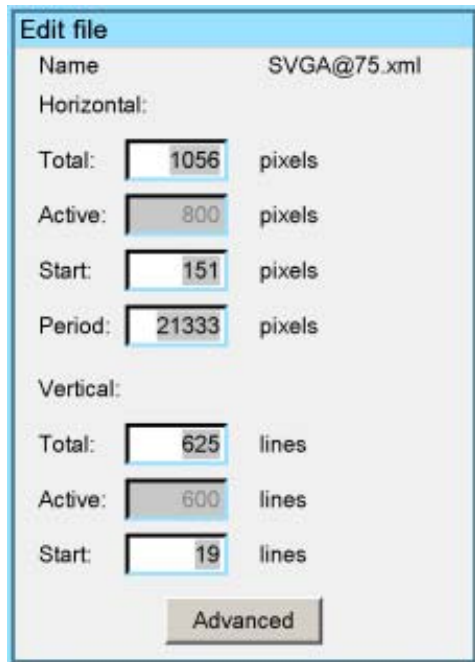 Edit file
Name SVGA@75.xml
Horizontal:
Total: 1056 pixels
Active: 800 pixels
Start: 151 pixels
Period: 21333 pixels
Vertical:
Total: 625 lines
Active: 600 lines
Start: 19 lines
Advanced